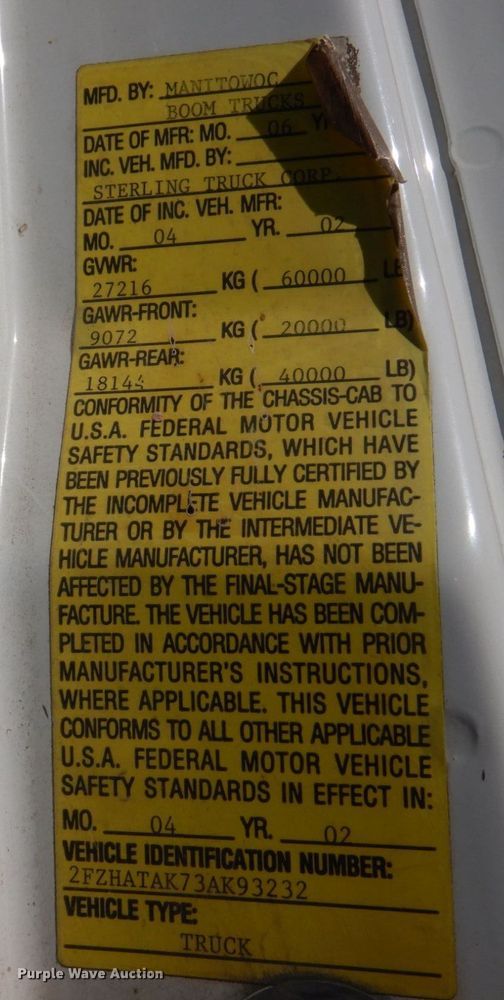 MFD. BY: MANITOWOC
BOOM TRUCKS
DATE OF MFR: MO. 06
INC. VEH. MFD. BY:
STERLING TRUCK CORP.
DATE OF INC. VEH. MFR:
MO. 04 YR. 02
GVWR:
27216 KG ( 60000 LB
GAWR-FRONT:
9072 KG ( 20000 LB)
GAWR-REAR:
18144 KG ( 40000 LB)
CONFORMITY OF THE CHASSIS-CAB TO
U.S.A. FEDERAL MOTOR VEHICLE
SAFETY STANDARDS, WHICH HAVE
BEEN PREVIOUSLY FULLY CERTIFIED BY
THE INCOMPLETE VEHICLE MANUFAC-
TURER OR BY THE INTERMEDIATE VE-
HICLE MANUFACTURER, HAS NOT BEEN
AFFECTED BY THE FINAL-STAGE MANU-
FACTURE. THE VEHICLE HAS BEEN COM-
PLETED IN ACCORDANCE WITH PRIOR
MANUFACTURER'S INSTRUCTIONS,
WHERE APPLICABLE. THIS VEHICLE
CONFORMS TO ALL OTHER APPLICABLE
U.S.A. FEDERAL MOTOR VEHICLE
SAFETY STANDARDS IN EFFECT IN:
MO. 04 YR. 02
VEHICLE IDENTIFICATION NUMBER:
2FZHATAK73AK93232
VEHICLE TYPE:
TRUCK
Purple Wave Auction